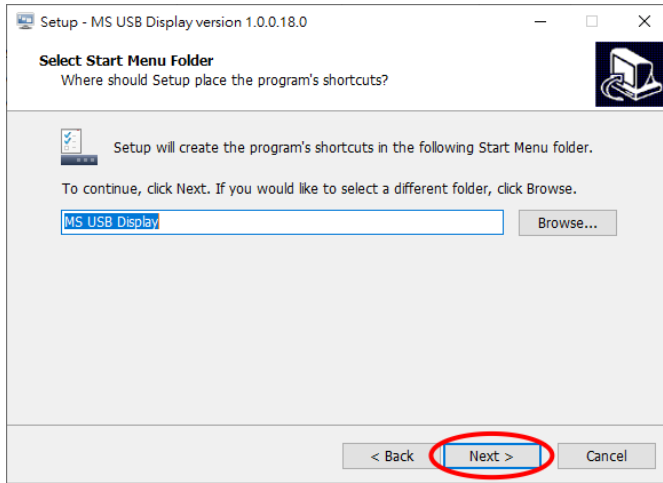 Setup - MS USB Display version 1.0.0.18.0
Select Start Menu Folder
Where should Setup place the program's shortcuts?
Setup will create the program's shortcuts in the following Start Menu folder.
To continue, click Next. If you would like to select a different folder, click Browse.
MS USB Display
Browse...
< Back
Next >
Cancel